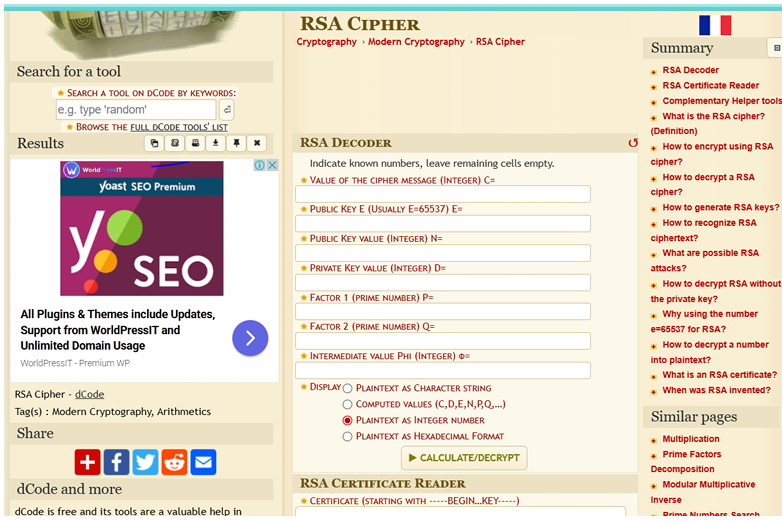 Search for a tool
★ Search a tool on dCode by keywords:
e.g. type 'random'
★ Browse the full dCode tools' list
Results
WorldPressIT
yoast SEO Premium
yo
SEO
All Plugins & Themes include Updates,
Support from WorldPressIT and
Unlimited Domain Usage
WorldPressIT - Premium WP
RSA Cipher - dCode
Tag(s) : Modern Cryptography, Arithmetics
Share
dCode and more
dCode is free and its tools are a valuable help in
RSA Cipher
Cryptography › Modern Cryptography › RSA Cipher
RSA Decoder
Indicate known numbers, leave remaining cells empty.
★ Value of the cipher message (Integer) C=
★ Public Key E (Usually E=65537) E=
★ Public Key value (Integer) N=
★ Private Key value (Integer) D=
★ Factor 1 (prime number) P=
★ Factor 2 (prime number) Q=
★ Intermediate value Phi (Integer) Φ=
★ Display
Plaintext as Character string
Computed values (C,D,E,N,P,Q,...)
Plaintext as Integer number
Plaintext as Hexadecimal Format
▶ Calculate/Decrypt
RSA Certificate Reader
★ Certificate (starting with -----BEGIN...KEY-----)
Summary
RSA Decoder
RSA Certificate Reader
Complementary Helper tools
What is the RSA cipher?
(Definition)
How to encrypt using RSA
cipher?
How to decrypt a RSA
cipher?
How to generate RSA keys?
How to recognize RSA
ciphertext?
What are possible RSA
attacks?
How to decrypt RSA without
the private key?
Why using the number
e=65537 for RSA?
How to decrypt a number
into plaintext?
What is an RSA certificate?
When was RSA invented?
Similar pages
Multiplication
Prime Factors
Decomposition
Modular Multiplicative
Inverse
Prime Numbers Search